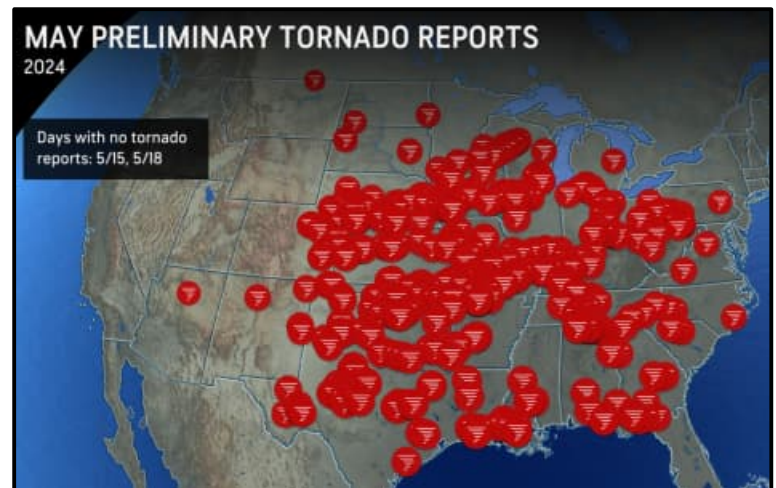 MAY PRELIMINARY TORNADO REPORTS
2024
Days with no tornado
reports: 5/15, 5/18